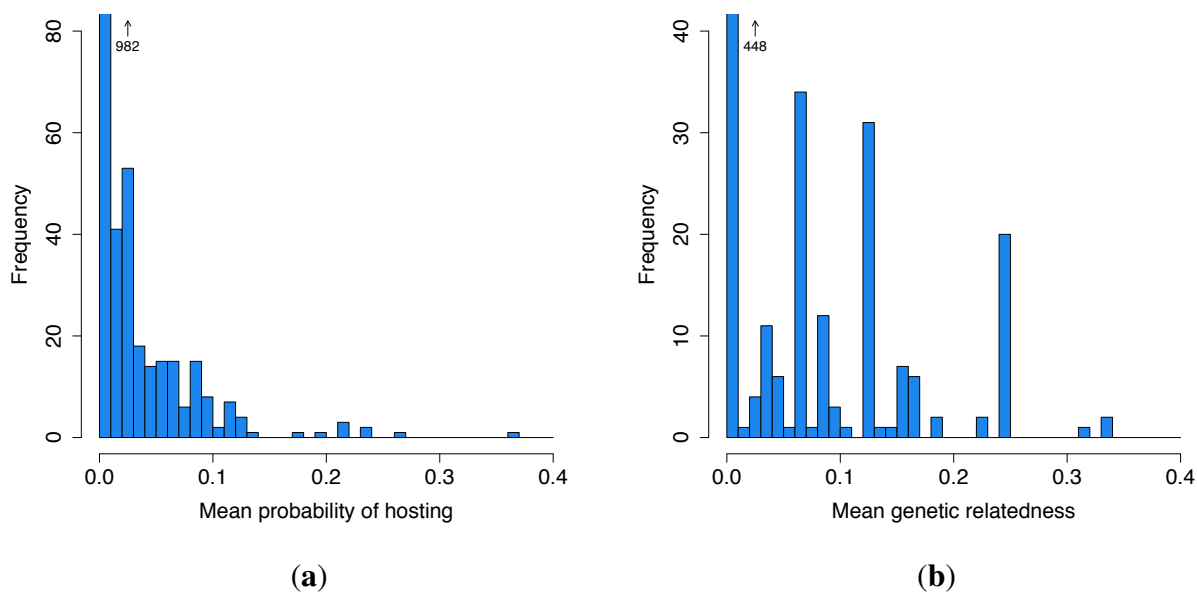 80
60
40
20
0
Frequency
↑
982
0.0 0.1 0.2 0.3 0.4
Mean probability of hosting
(a)
40
30
20
10
0
Frequency
↑
448
0.0 0.1 0.2 0.3 0.4
Mean genetic relatedness
(b)